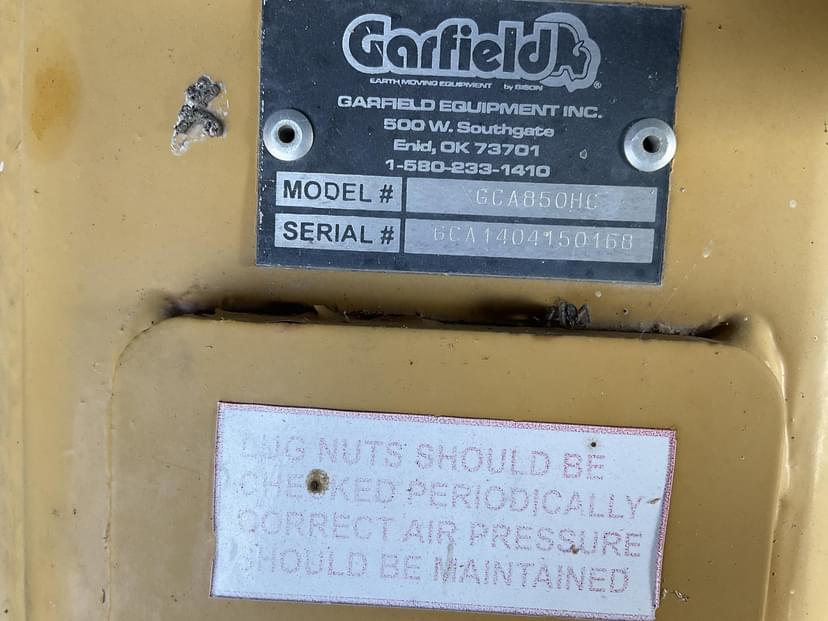 Garfield
EARTH MOVING EQUIPMENT by BISON
GARFIELD EQUIPMENT INC.
500 W. Southgate
Enid, OK 73701
1-580-233-1410
MODEL # GCA850HC
SERIAL # GCA1404150168
LUG NUTS SHOULD BE
CHECKED PERIODICALLY
CORRECT AIR PRESSURE
SHOULD BE MAINTAINED